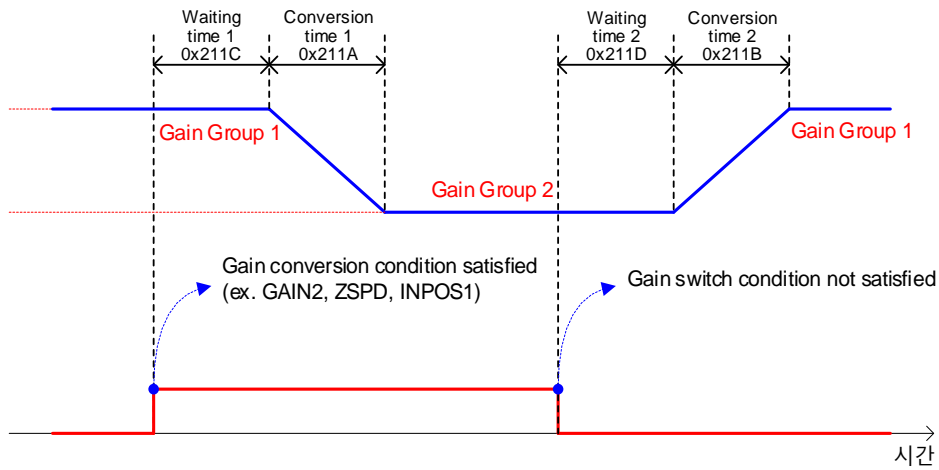 Waiting
time 1
0x211C
Conversion
time 1
0x211A
Waiting
time 2
0x211D
Conversion
time 2
0x211B
Gain Group 1
Gain Group 2
Gain Group 1
Gain conversion condition satisfied
(ex. GAIN2, ZSPD, INPOS1)
Gain switch condition not satisfied
시간